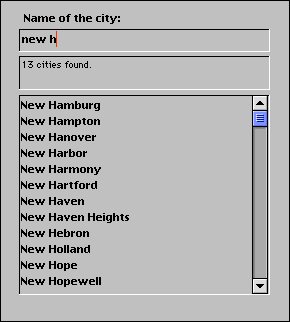 Name of the city:
new h
13 cities found.
New Hamburg
New Hampton
New Hanover
New Harbor
New Harmony
New Hartford
New Haven
New Haven Heights
New Hebron
New Holland
New Hope
New Hopewell